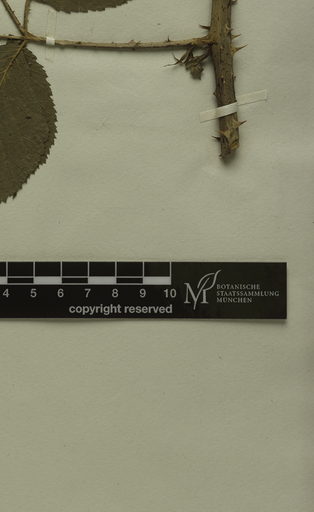 4 5 6 7 8 9 10
copyright reserved
M
BOTANISCHE
STAATSSAMMLUNG
MÜNCHEN